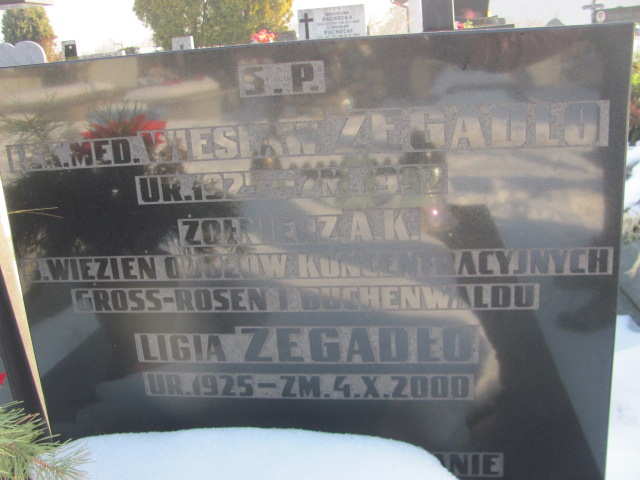 Ś.P.
LEK.MED. WIESŁAW ZEGADŁO
ŻOŁNIERZ A.K.
B. WIĘZIEŃ OBOZÓW KONCENTRACYJNYCH
GROSS-ROSEN I BUCHENWALDU
LIGIA ZEGADŁO
UR.1925-ZM.4.X.2000